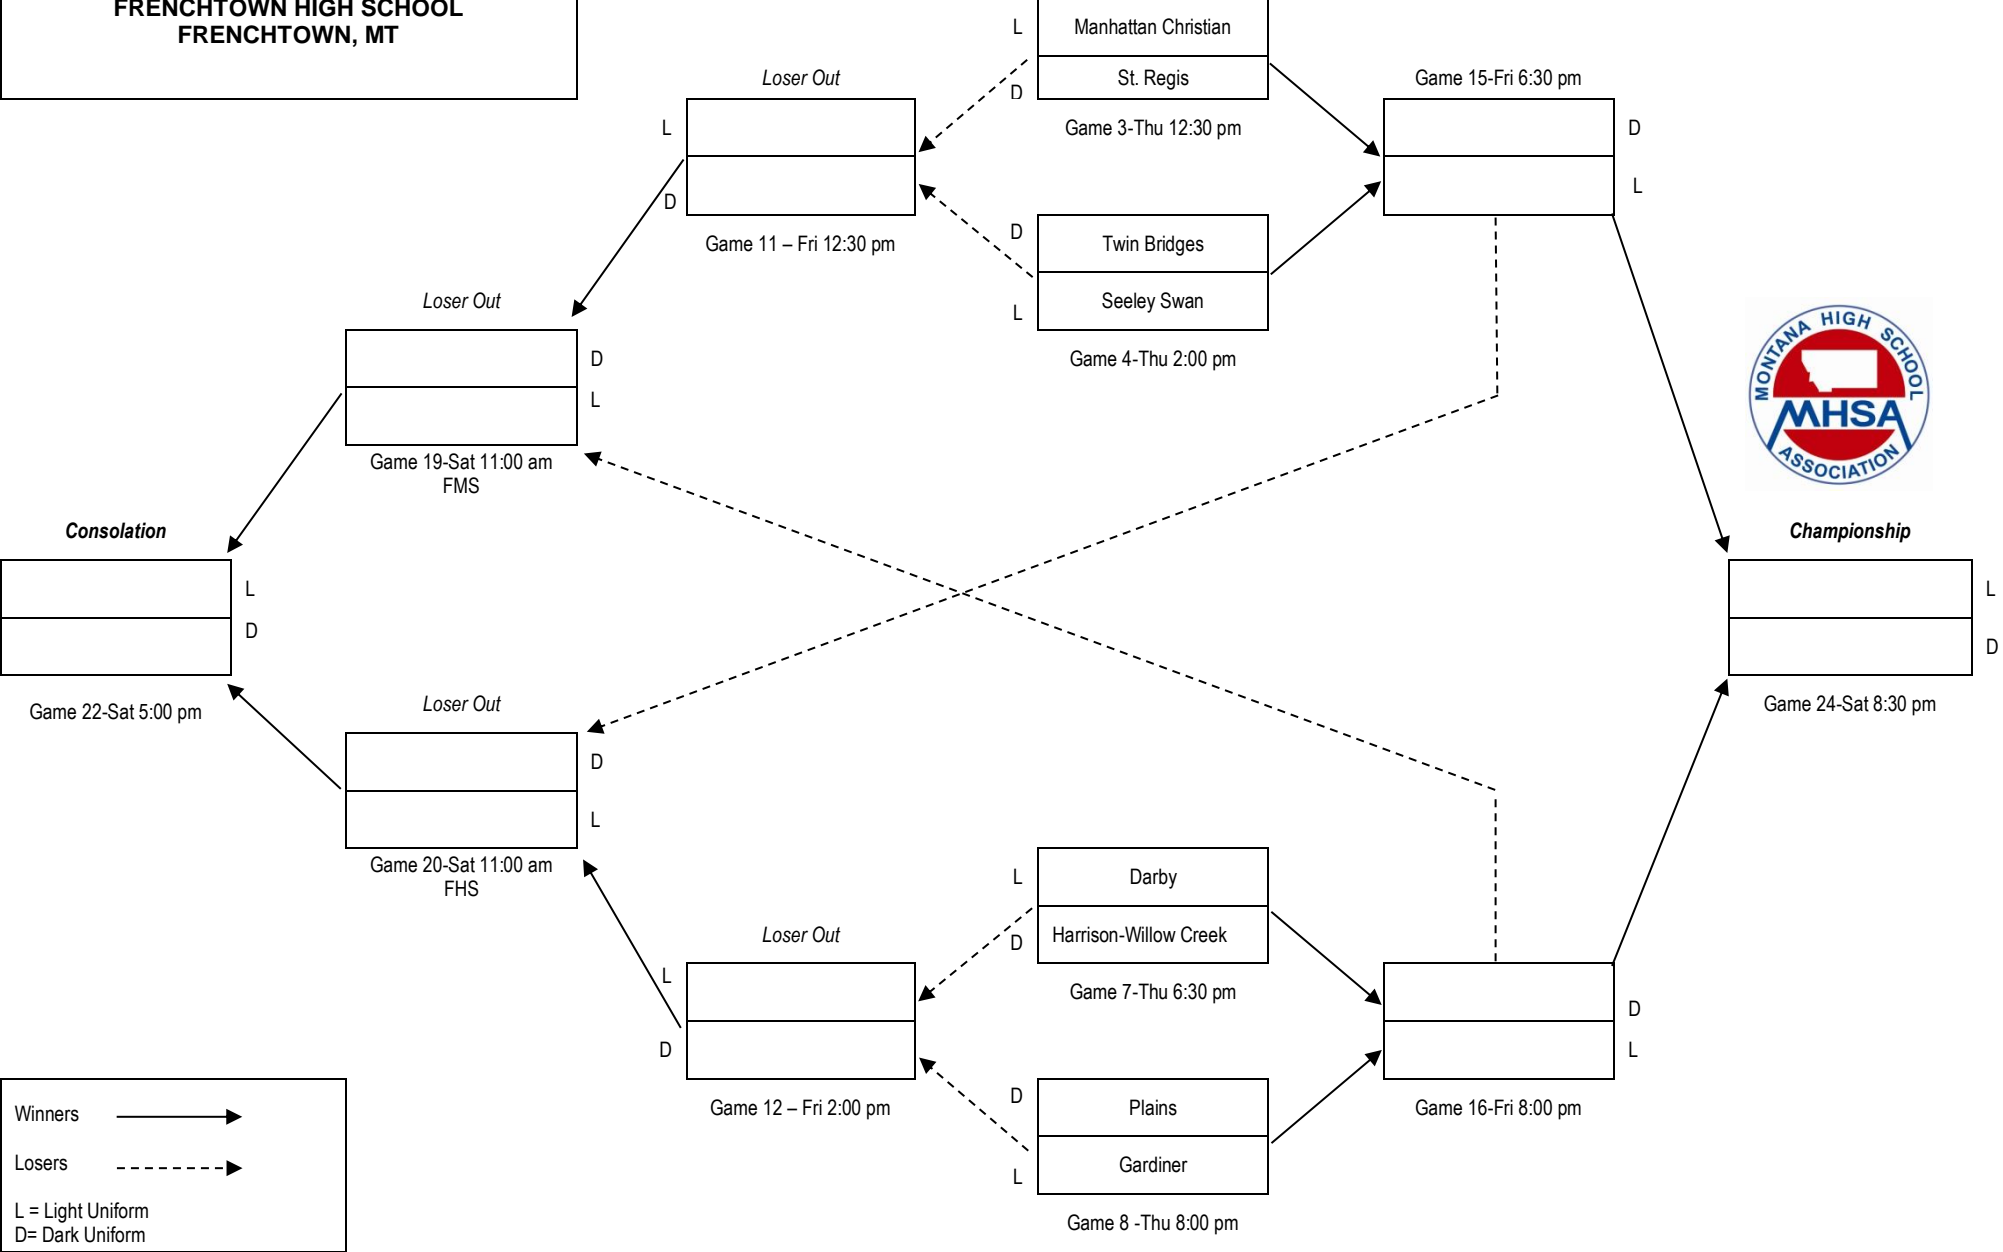 FRENCHTOWN HIGH SCHOOL
FRENCHTOWN, MT
L
Manhattan Christian
D
St. Regis
Game 3-Thu 12:30 pm
Loser Out
L
D
Game 11 – Fri 12:30 pm
Game 15-Fri 6:30 pm
D
L
D
Twin Bridges
L
Seeley Swan
Game 4-Thu 2:00 pm
Loser Out
D
L
Game 19-Sat 11:00 am
FMS
MONTANA HIGH SCHOOL
MHSA
ASSOCIATION
Consolation
L
D
Game 22-Sat 5:00 pm
Championship
L
D
Game 24-Sat 8:30 pm
Loser Out
D
L
Game 20-Sat 11:00 am
FHS
L
Darby
D
Harrison-Willow Creek
Game 7-Thu 6:30 pm
Loser Out
L
D
Game 12 – Fri 2:00 pm
D
L
Game 16-Fri 8:00 pm
D
Plains
L
Gardiner
Game 8 -Thu 8:00 pm
Winners
Losers
L = Light Uniform
D= Dark Uniform